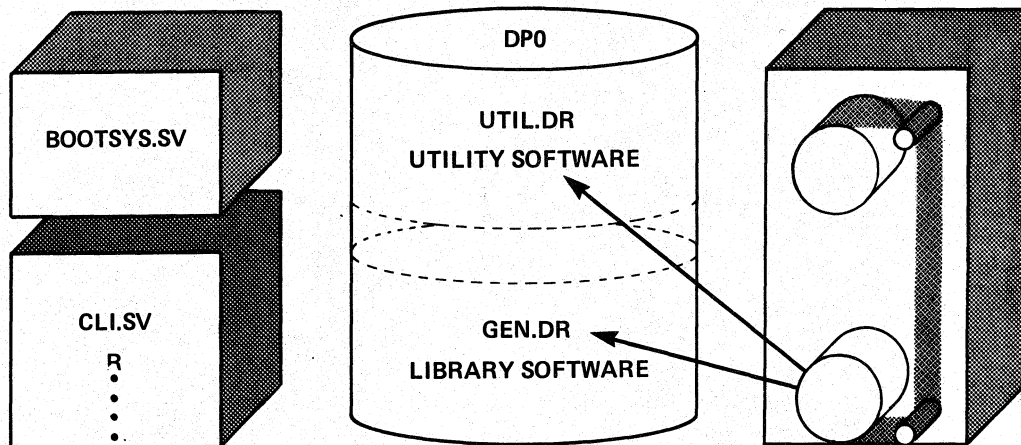 BOOTSYS.SV
CLI.SV
R
DP0
UTIL.DR
UTILITY SOFTWARE
GEN.DR
LIBRARY SOFTWARE